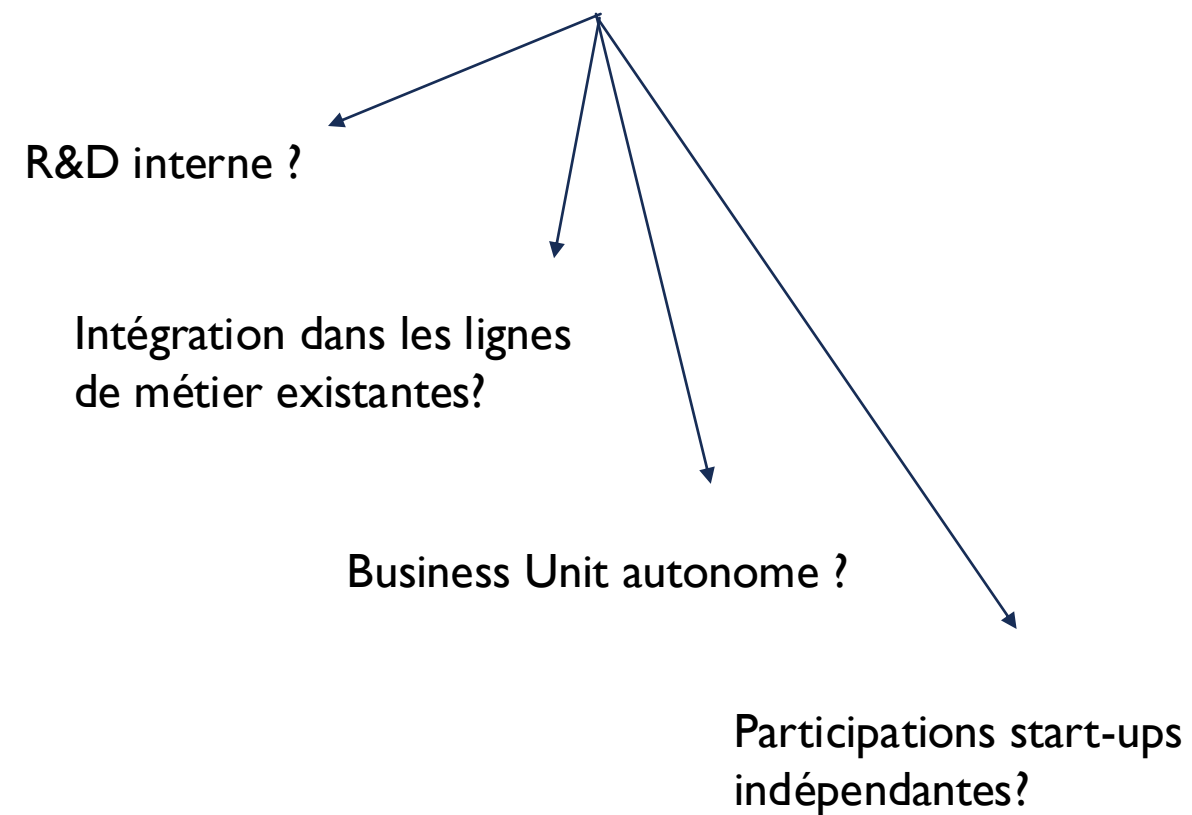 R&D interne ?
Intégration dans les lignes
de métier existantes?
Business Unit autonome ?
Participations start-ups
indépendantes?